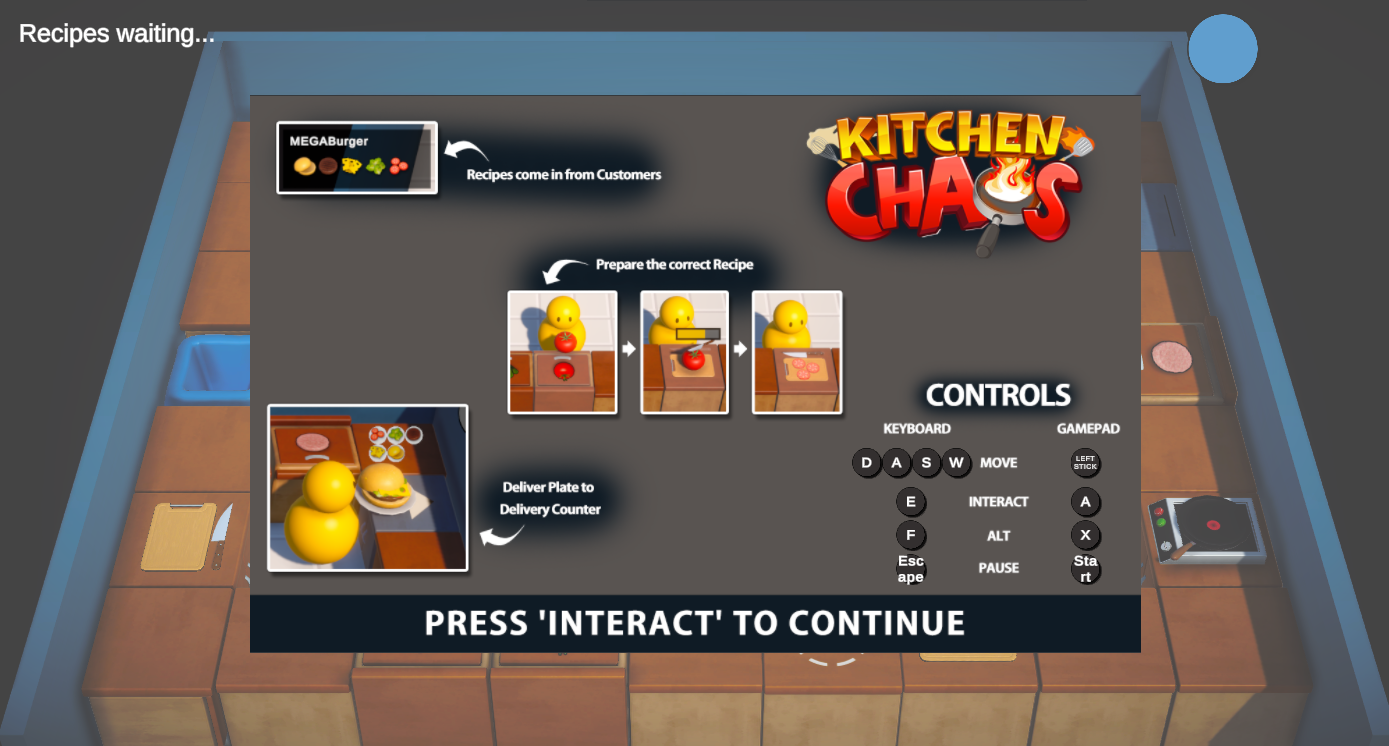 Recipes waiting...
MEGABurger
Recipes come in from Customers
KITCHEN
CHAOS
Prepare the correct Recipe
Deliver Plate to
Delivery Counter
CONTROLS
KEYBOARD GAMEPAD
D A S W MOVE LEFT STICK
E INTERACT A
F ALT X
Esc
ape PAUSE Sta
rt
PRESS 'INTERACT' TO CONTINUE